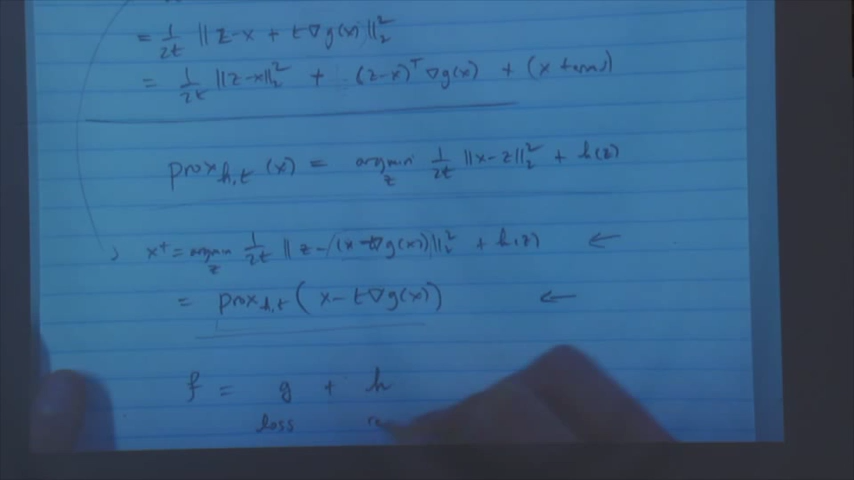 = 1/2t ||z-x + t∇g(x)||₂²
= 1/2t ||z-x||₂² + (z-x)ᵀ ∇g(x) + (x terms)
prox_{h,t}(x) = argmin_z 1/2t ||x-z||₂² + h(z)
x⁺ = argmin_z 1/2t ||z-(x-t∇g(x))||₂² + h(z) ←
= prox_{h,t}(x - t∇g(x)) ←
f = g + h
loss